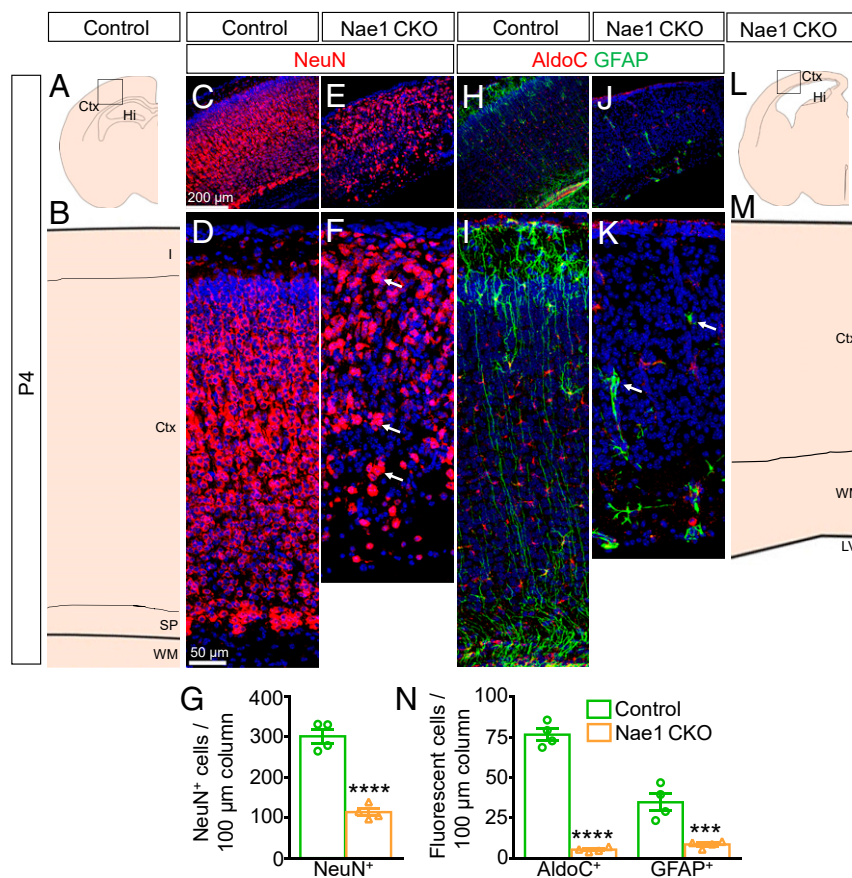 Control
Control
Nae1 CKO
Control
Nae1 CKO
Nae1 CKO
NeuN
AldoC GFAP
A
Ctx
Hi
C
E
H
J
L
Ctx
Hi
200 µm
P4
B
I
Ctx
SP
WM
D
F
I
K
M
Ctx
WM
LV
50 µm
G
NeuN⁺ cells /
100 µm column
400
300
200
100
0
****
NeuN⁺
N
Fluorescent cells /
100 µm column
100
75
50
25
0
Control
Nae1 CKO
****
***
AldoC⁺
GFAP⁺